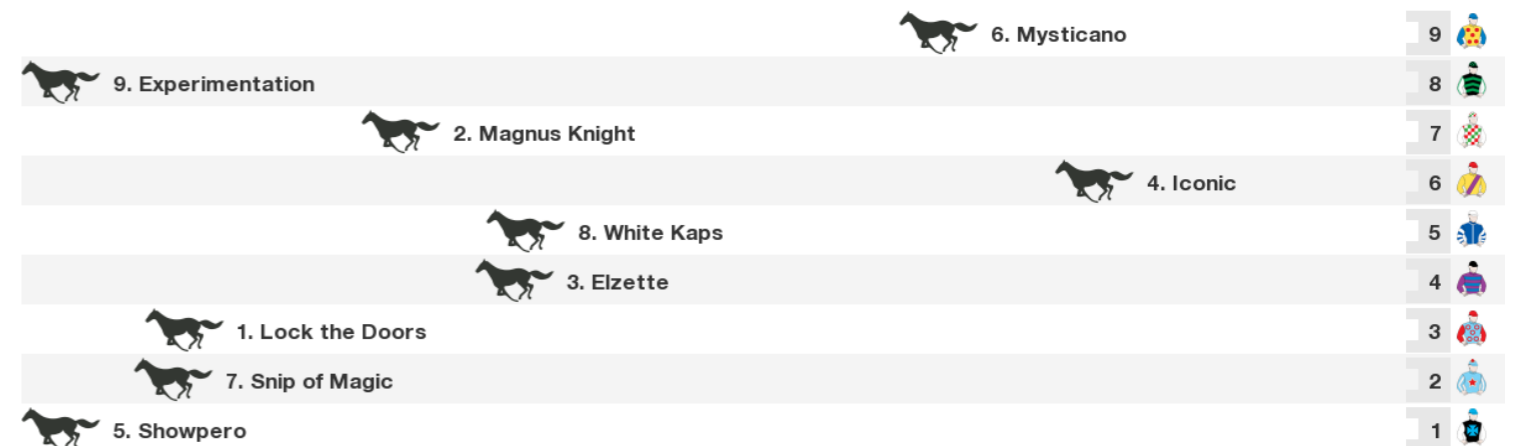 6. Mysticano 9
9. Experimentation 8
2. Magnus Knight 7
4. Iconic 6
8. White Kaps 5
3. Elzette 4
1. Lock the Doors 3
7. Snip of Magic 2
5. Showpero 1